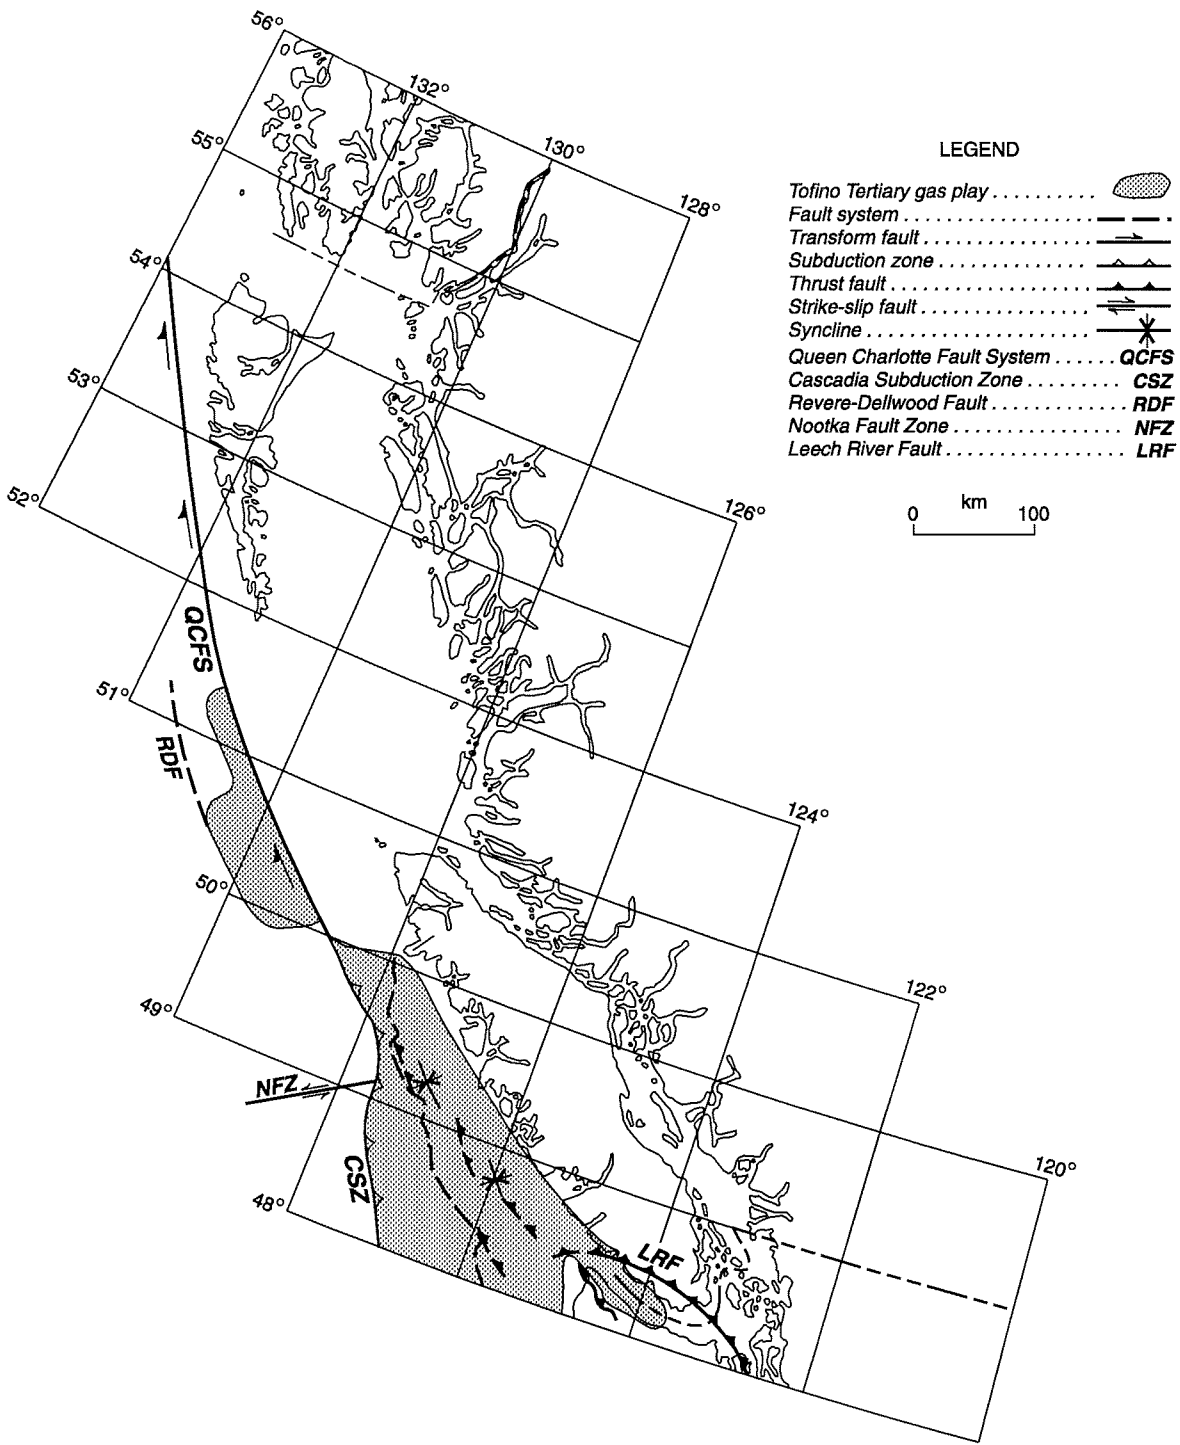 56°
132°
55°
130°
128°
54°
53°
52°
126°
QCFS
51°
RDF
124°
50°
122°
49°
NFZ
CSZ
120°
48°
LRF
LEGEND
Tofino Tertiary gas play . . . . . . . . . .
Fault system . . . . . . . . . . . . . . . . . . .
Transform fault . . . . . . . . . . . . . . . . .
Subduction zone . . . . . . . . . . . . . . . .
Thrust fault . . . . . . . . . . . . . . . . . . . .
Strike-slip fault . . . . . . . . . . . . . . . . .
Syncline . . . . . . . . . . . . . . . . . . . . . .
Queen Charlotte Fault System . . . . . . QCFS
Cascadia Subduction Zone . . . . . . . . . CSZ
Revere-Dellwood Fault . . . . . . . . . . . . RDF
Nootka Fault Zone . . . . . . . . . . . . . . . NFZ
Leech River Fault . . . . . . . . . . . . . . . . LRF
km
0 100